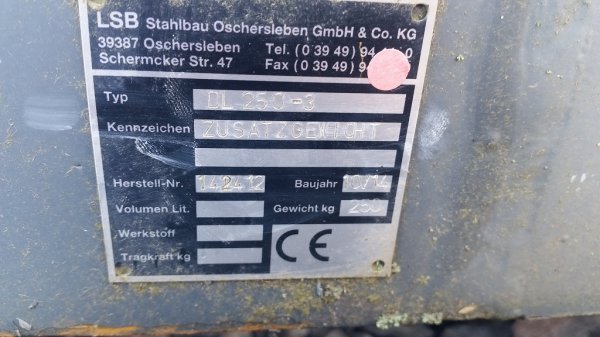 LSB Stahlbau Oschersleben GmbH & Co. KG
39387 Oschersleben Tel. (0 39 49) 94
Schermcker Str. 47 Fax (0 39 49)
Typ DL 250-3
Kennzeichen ZUSATZGEWICHT
Herstell-Nr. 142412 Baujahr 10/14
Volumen Lit. Gewicht kg 250
Werkstoff
Tragkraft kg CE